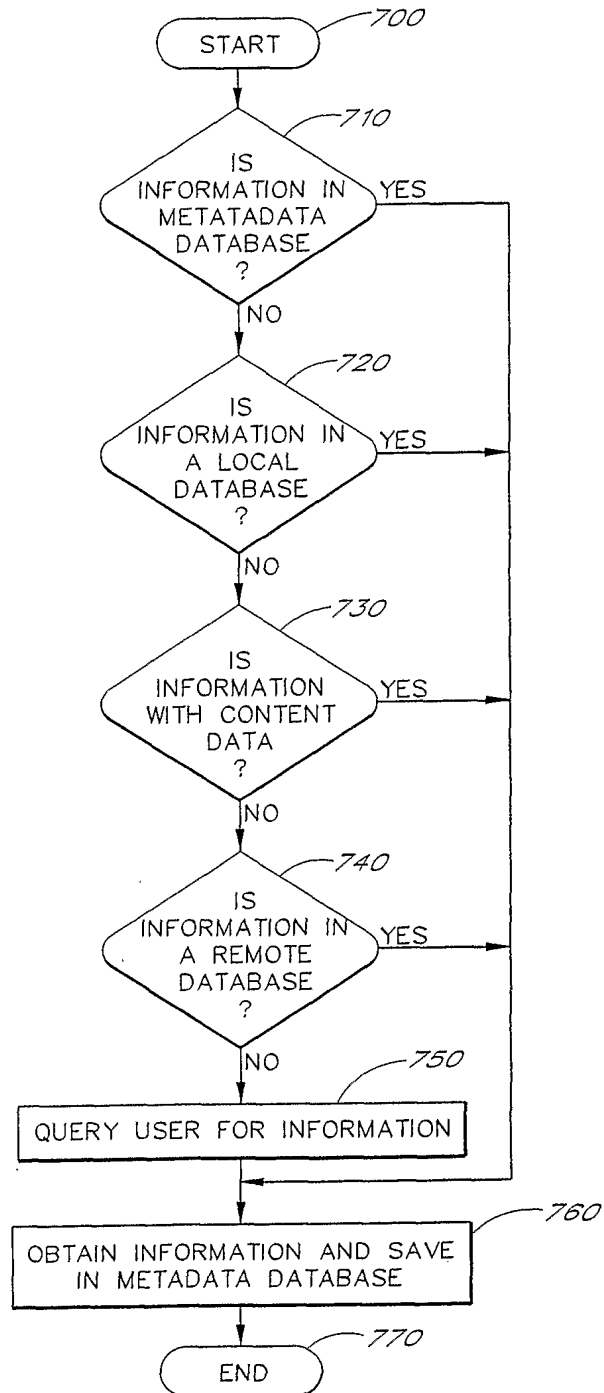 700
START
710
IS
INFORMATION IN
METATADATA
DATABASE
?
YES
NO
720
IS
INFORMATION IN
A LOCAL
DATABASE
?
YES
NO
730
IS
INFORMATION
WITH CONTENT
DATA
?
YES
NO
740
IS
INFORMATION IN
A REMOTE
DATABASE
?
YES
NO
750
QUERY USER FOR INFORMATION
760
OBTAIN INFORMATION AND SAVE
IN METADATA DATABASE
770
END